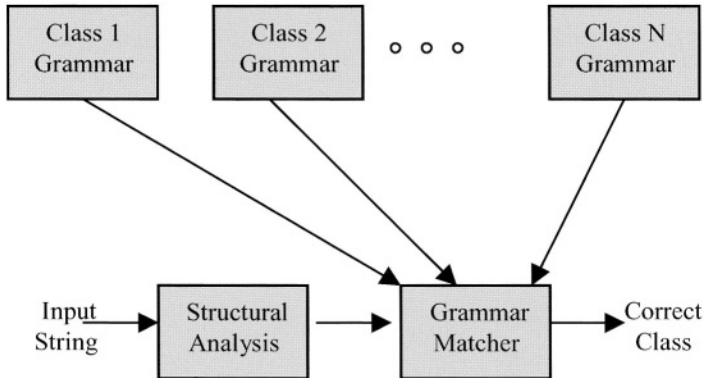 Class 1
Grammar
Class 2
Grammar
Class N
Grammar
Input
String
Structural
Analysis
Grammar
Matcher
Correct
Class